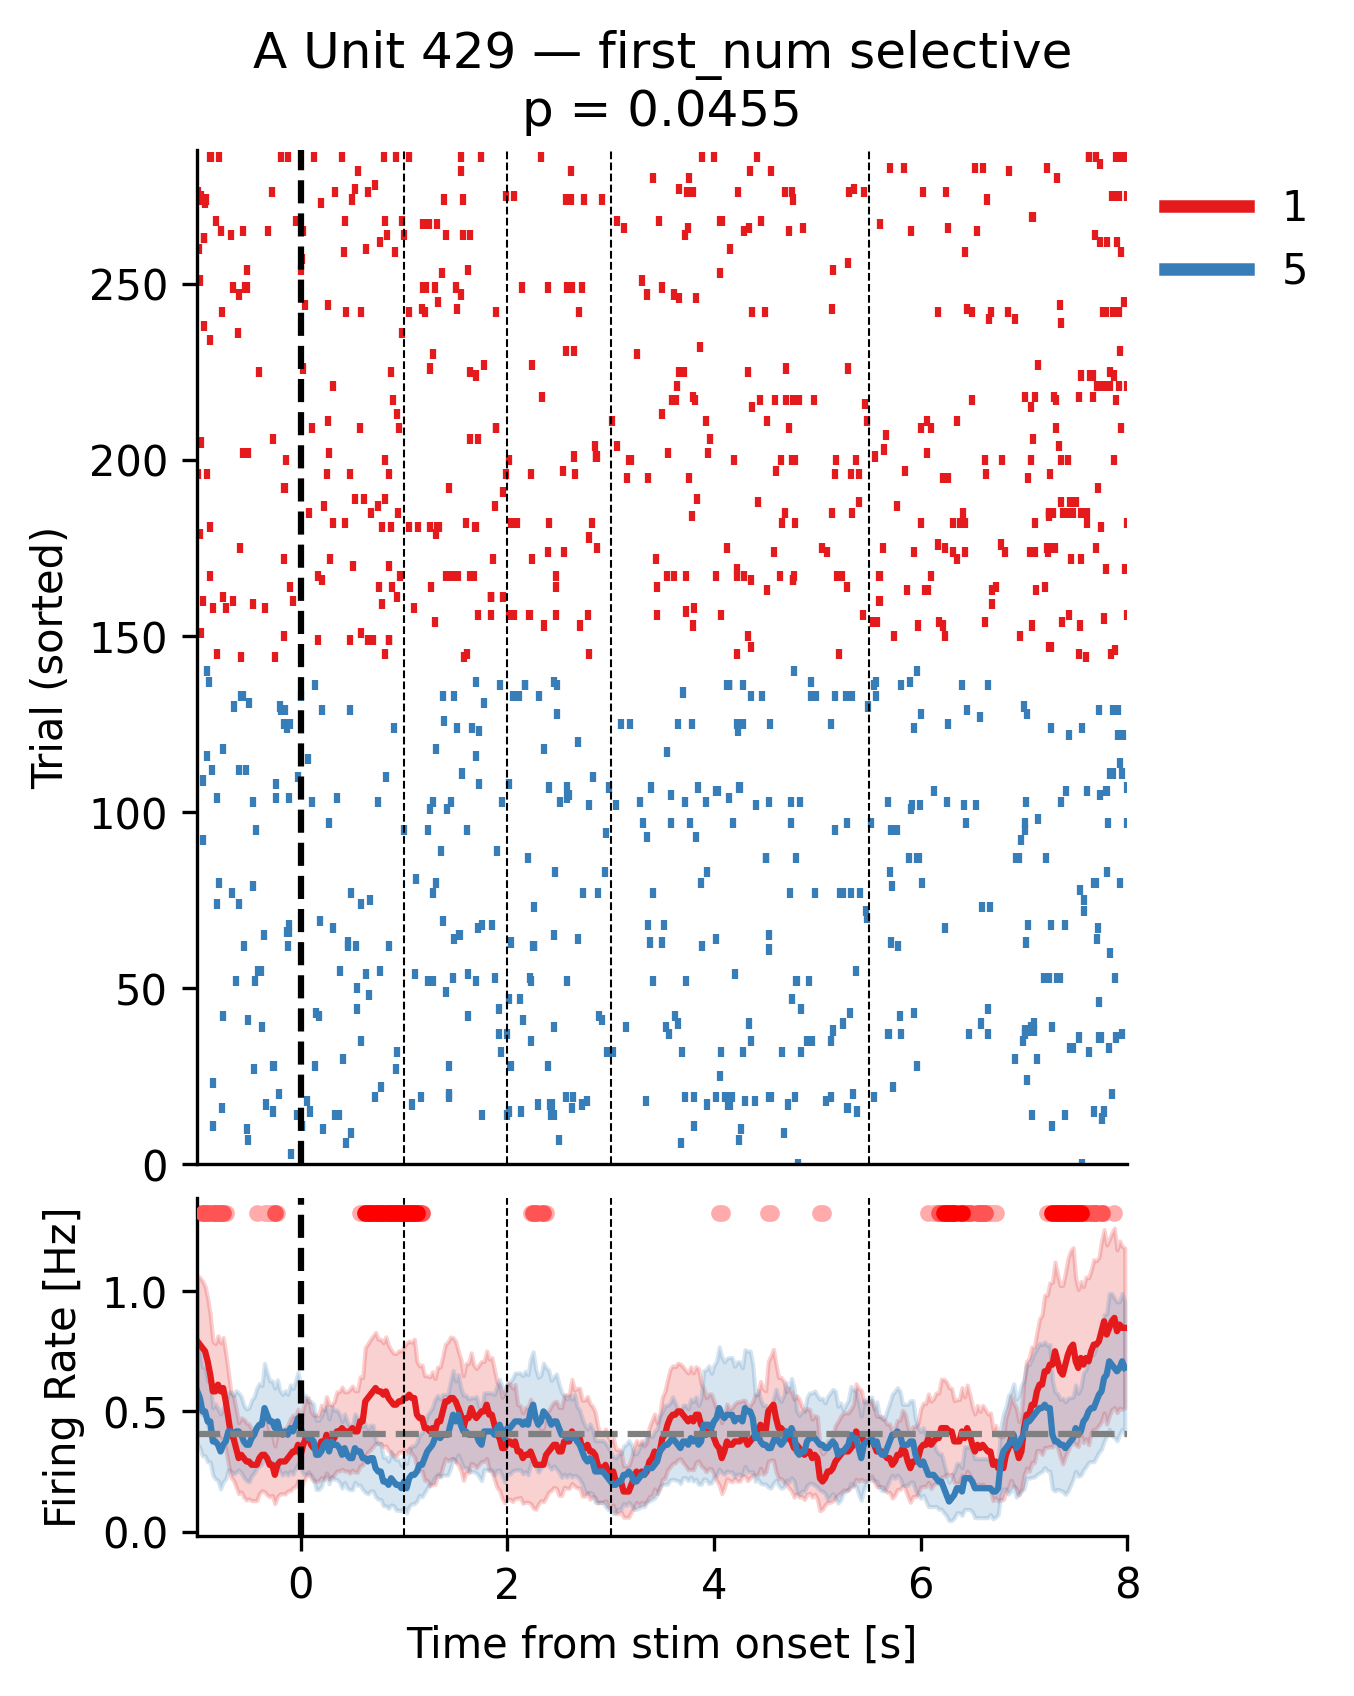 A Unit 429 — first_num selective
p = 0.0455
1
5
Trial (sorted)
250
200
150
100
50
0
Firing Rate [Hz]
1.0
0.5
0.0
0 2 4 6 8
Time from stim onset [s]